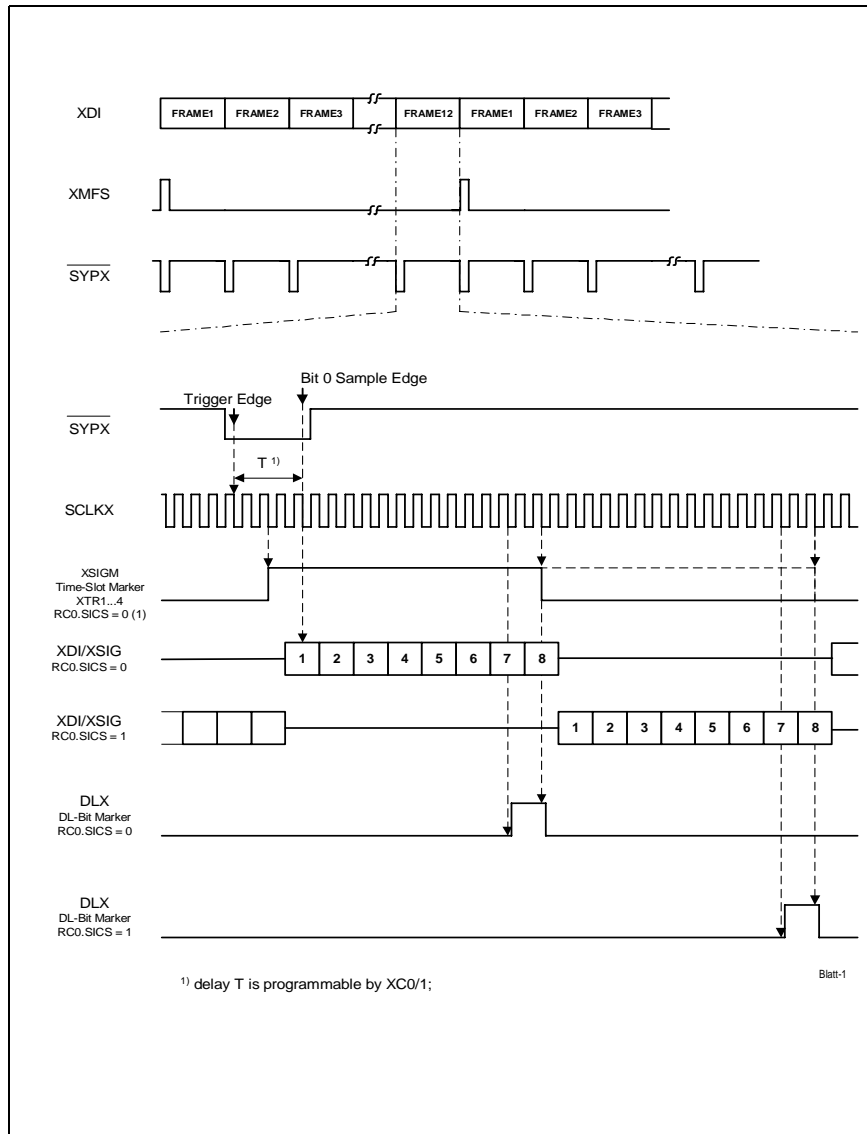 XDI
FRAME1 FRAME2 FRAME3 FRAME12 FRAME1 FRAME2 FRAME3
XMFS
SYPX
Bit 0 Sample Edge
Trigger Edge
SYPX
T 1)
SCLKX
XSIGM
Time-Slot Marker
XTR1...4
RC0.SICS = 0 (1)
XDI/XSIG
RC0.SICS = 0
1 2 3 4 5 6 7 8
XDI/XSIG
RC0.SICS = 1
1 2 3 4 5 6 7 8
DLX
DL-Bit Marker
RC0.SICS = 0
DLX
DL-Bit Marker
RC0.SICS = 1
1) delay T is programmable by XC0/1;
Blatt-1